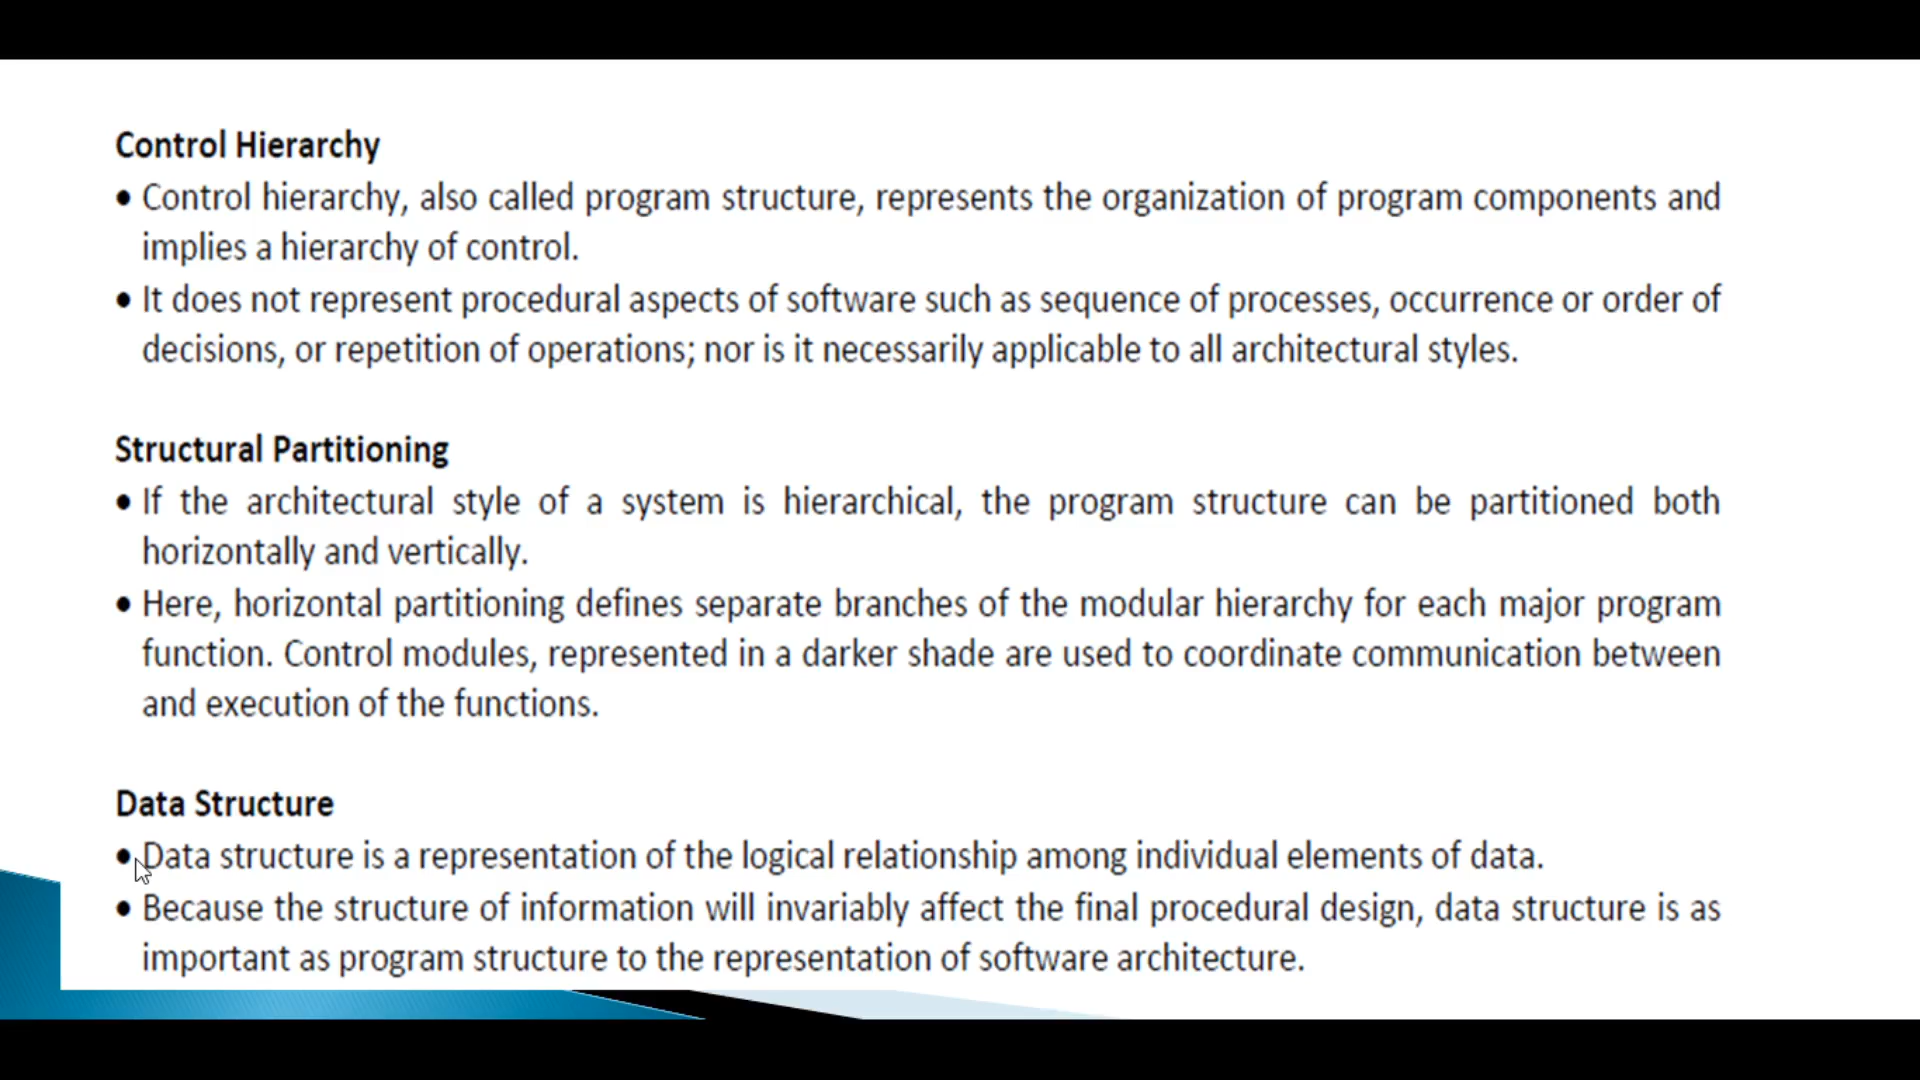 Control Hierarchy
• Control hierarchy, also called program structure, represents the organization of program components and
implies a hierarchy of control.
• It does not represent procedural aspects of software such as sequence of processes, occurrence or order of
decisions, or repetition of operations; nor is it necessarily applicable to all architectural styles.
Structural Partitioning
• If the architectural style of a system is hierarchical, the program structure can be partitioned both
horizontally and vertically.
• Here, horizontal partitioning defines separate branches of the modular hierarchy for each major program
function. Control modules, represented in a darker shade are used to coordinate communication between
and execution of the functions.
Data Structure
• Data structure is a representation of the logical relationship among individual elements of data.
• Because the structure of information will invariably affect the final procedural design, data structure is as
important as program structure to the representation of software architecture.